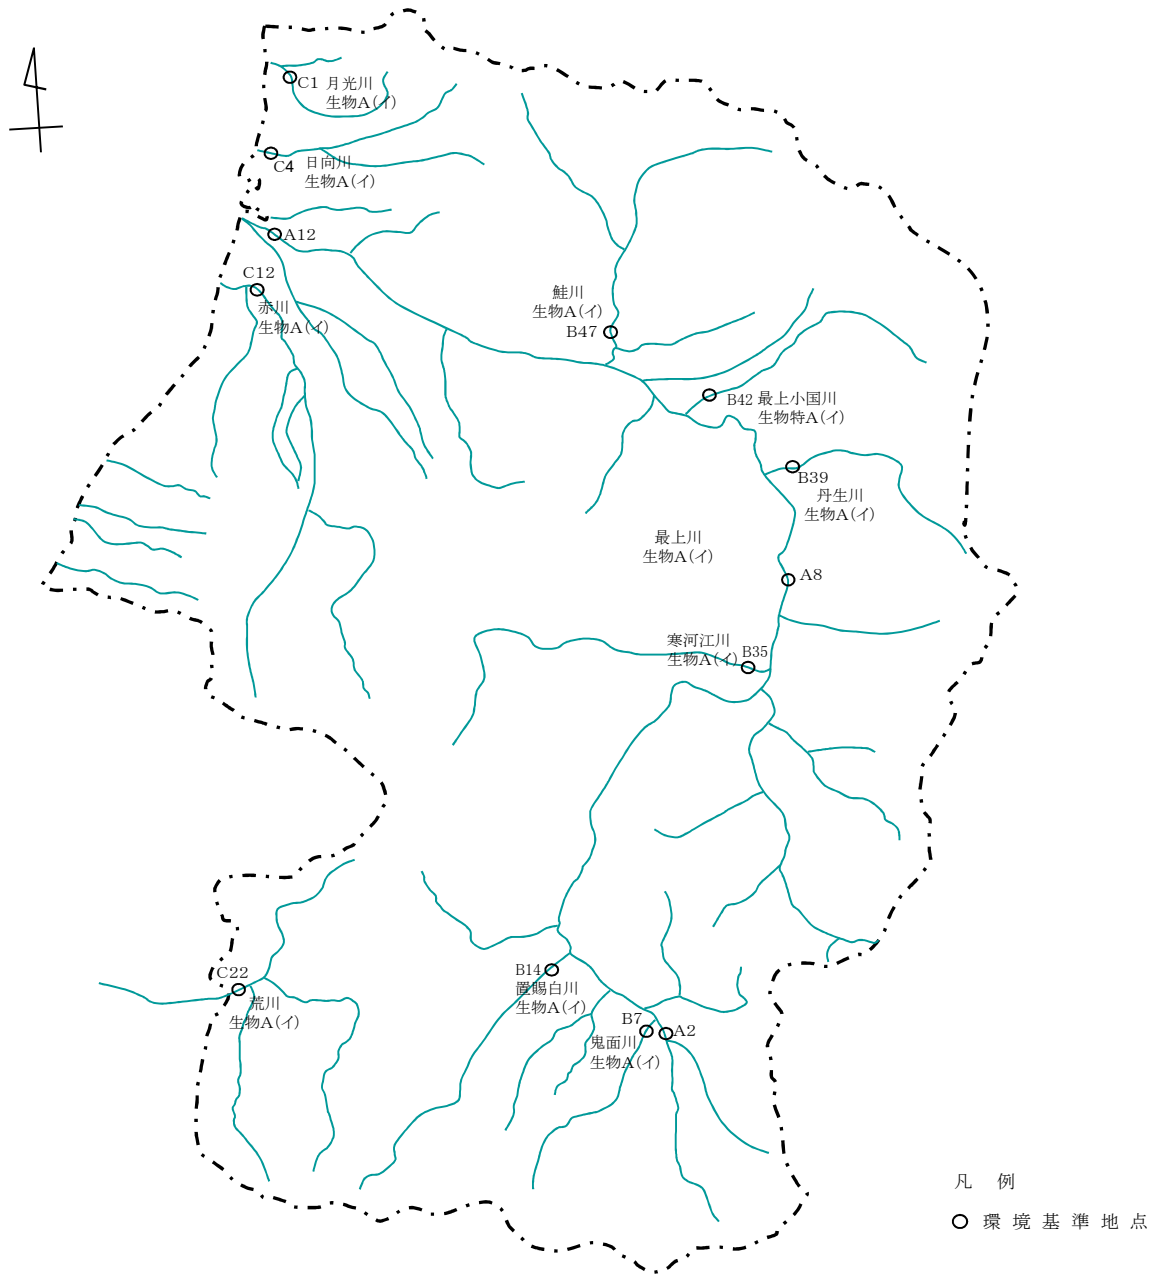 C1 月光川
生物A(イ)
C4 日向川
生物A(イ)
A12
C12
赤川
生物A(イ)
鮭川
生物A(イ)
B47
B42 最上小国川
生物特A(イ)
B39
丹生川
生物A(イ)
最上川
生物A(イ)
A8
寒河江川
生物A(イ) B35
C22
荒川
生物A(イ)
B14
置賜白川
生物A(イ)
B7
A2
鬼面川
生物A(イ)
凡 例
環 境 基 準 地 点